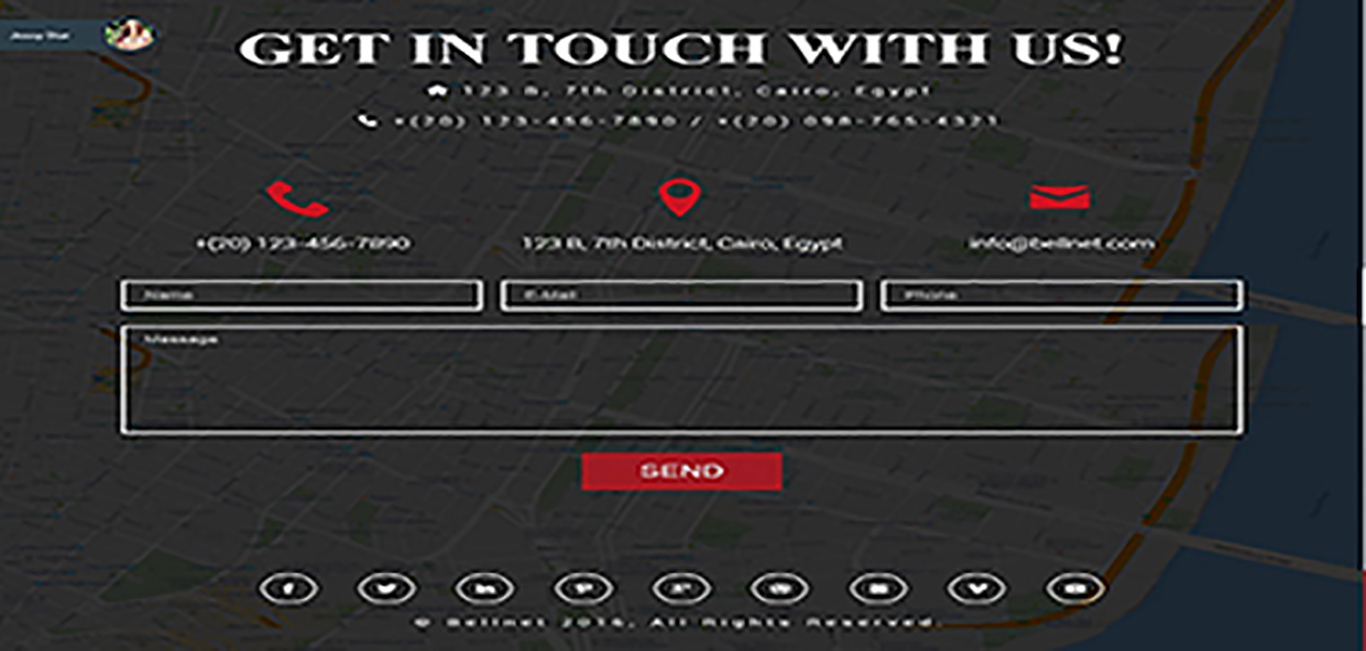 GET IN TOUCH WITH US!
123 B, 7th District, Cairo, Egypt
+(20) 123-456-7890 / +(20) 098-765-4321
+(20) 123-456-7890
123 B, 7th District, Cairo, Egypt
info@bellnet.com
Name
E-Mail
Phone
Message
SEND
© Bellnet 2016, All Rights Reserved.